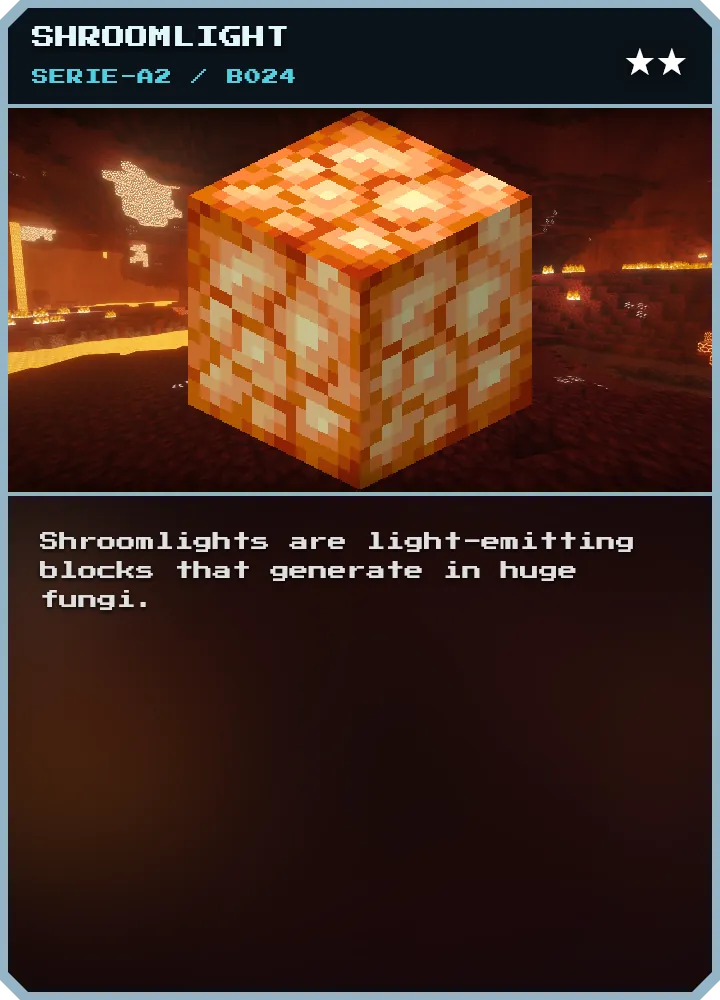 SHROOMLIGHT
SERIE-A2 / B024
★★
Shroomlights are light-emitting
blocks that generate in huge
fungi.